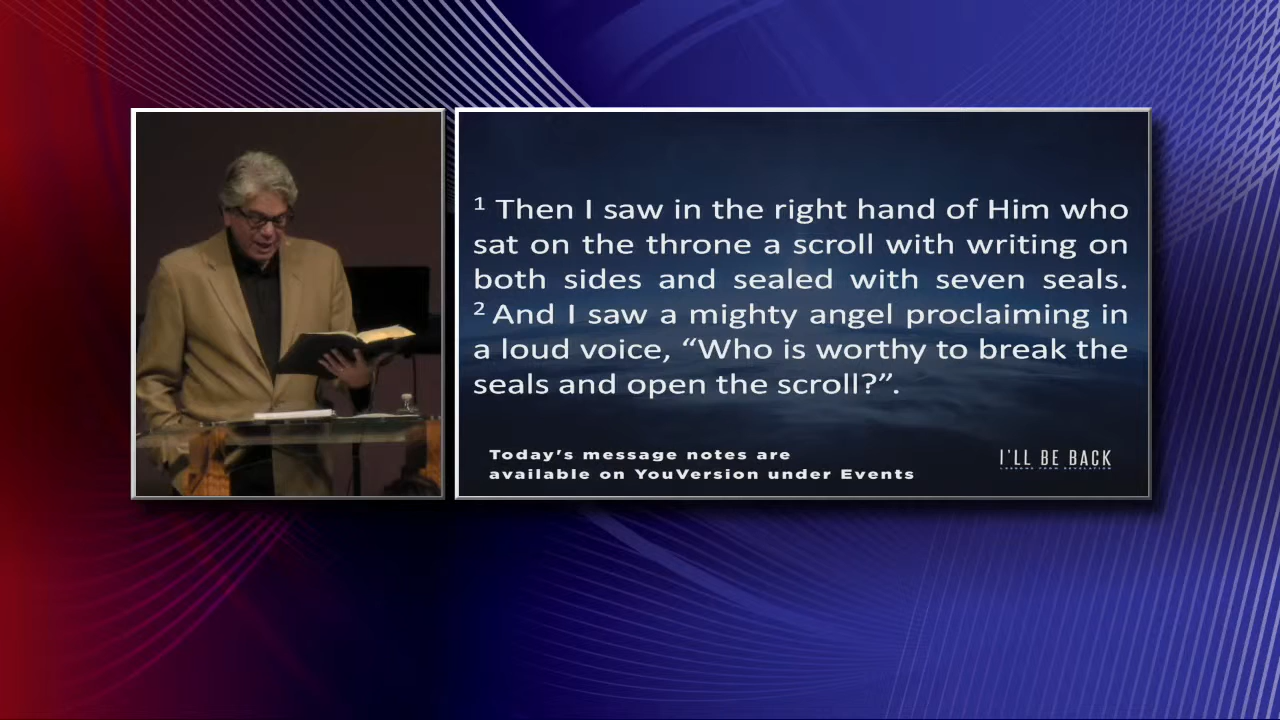 1 Then I saw in the right hand of Him who
sat on the throne a scroll with writing on
both sides and sealed with seven seals.
2 And I saw a mighty angel proclaiming in
a loud voice, “Who is worthy to break the
seals and open the scroll?”.
Today’s message notes are
available on YouVersion under Events
I’LL BE BACK
LESSONS FROM REVELATION